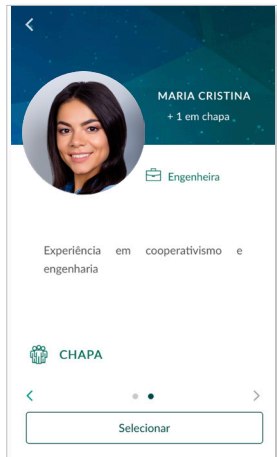 MARIA CRISTINA
+ 1 em chapa
Engenheira
Experiência em cooperativismo e
engenharia
CHAPA
Selecionar